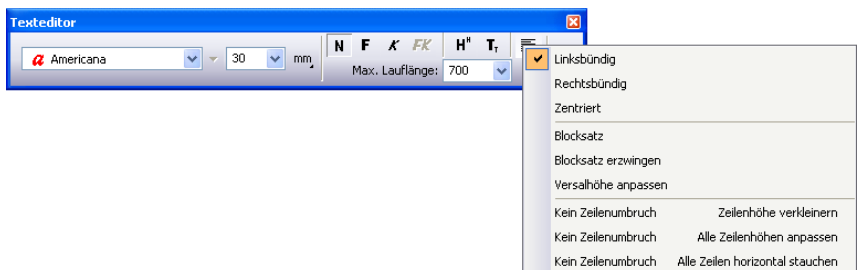 Texteditor
a Americana 30 mm N F K FK H" T
Max. Lauflänge: 700
Linksbündig
Rechtsbündig
Zentriert
Blocksatz
Blocksatz erzwingen
Versalhöhe anpassen
Kein Zeilenumbruch Zeilenhöhe verkleinern
Kein Zeilenumbruch Alle Zeilenhöhen anpassen
Kein Zeilenumbruch Alle Zeilen horizontal stauchen